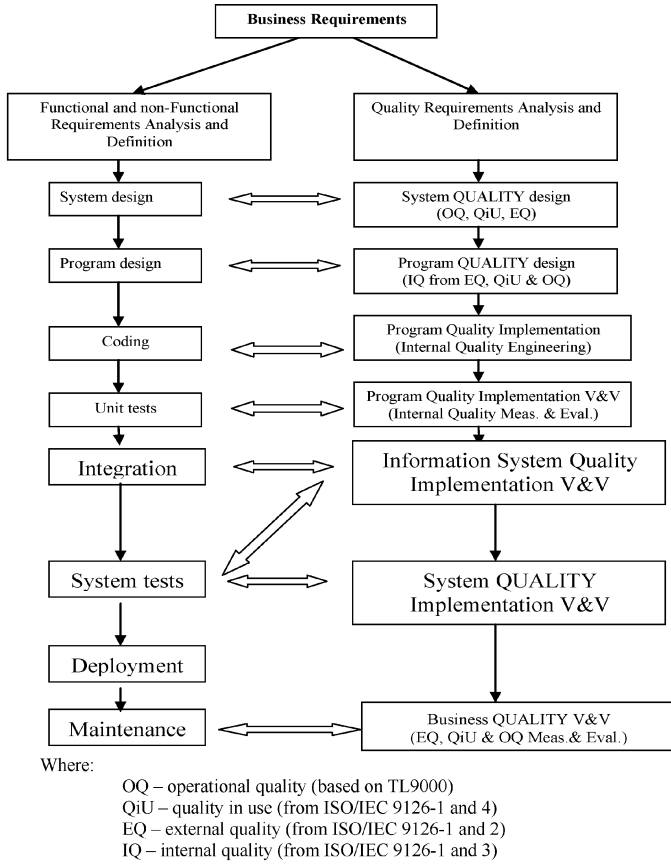 Business Requirements
Functional and non-Functional
Requirements Analysis and
Definition
Quality Requirements Analysis and
Definition
System design
System QUALITY design
(OQ, QiU, EQ)
Program design
Program QUALITY design
(IQ from EQ, QiU & OQ)
Coding
Program Quality Implementation
(Internal Quality Engineering)
Unit tests
Program Quality Implementation V&V
(Internal Quality Meas. & Eval.)
Integration
Information System Quality
Implementation V&V
System tests
System QUALITY
Implementation V&V
Deployment
Maintenance
Business QUALITY V&V
(EQ, QiU & OQ Meas.& Eval.)
Where:
OQ – operational quality (based on TL9000)
QiU – quality in use (from ISO/IEC 9126-1 and 4)
EQ – external quality (from ISO/IEC 9126-1 and 2)
IQ – internal quality (from ISO/IEC 9126-1 and 3)